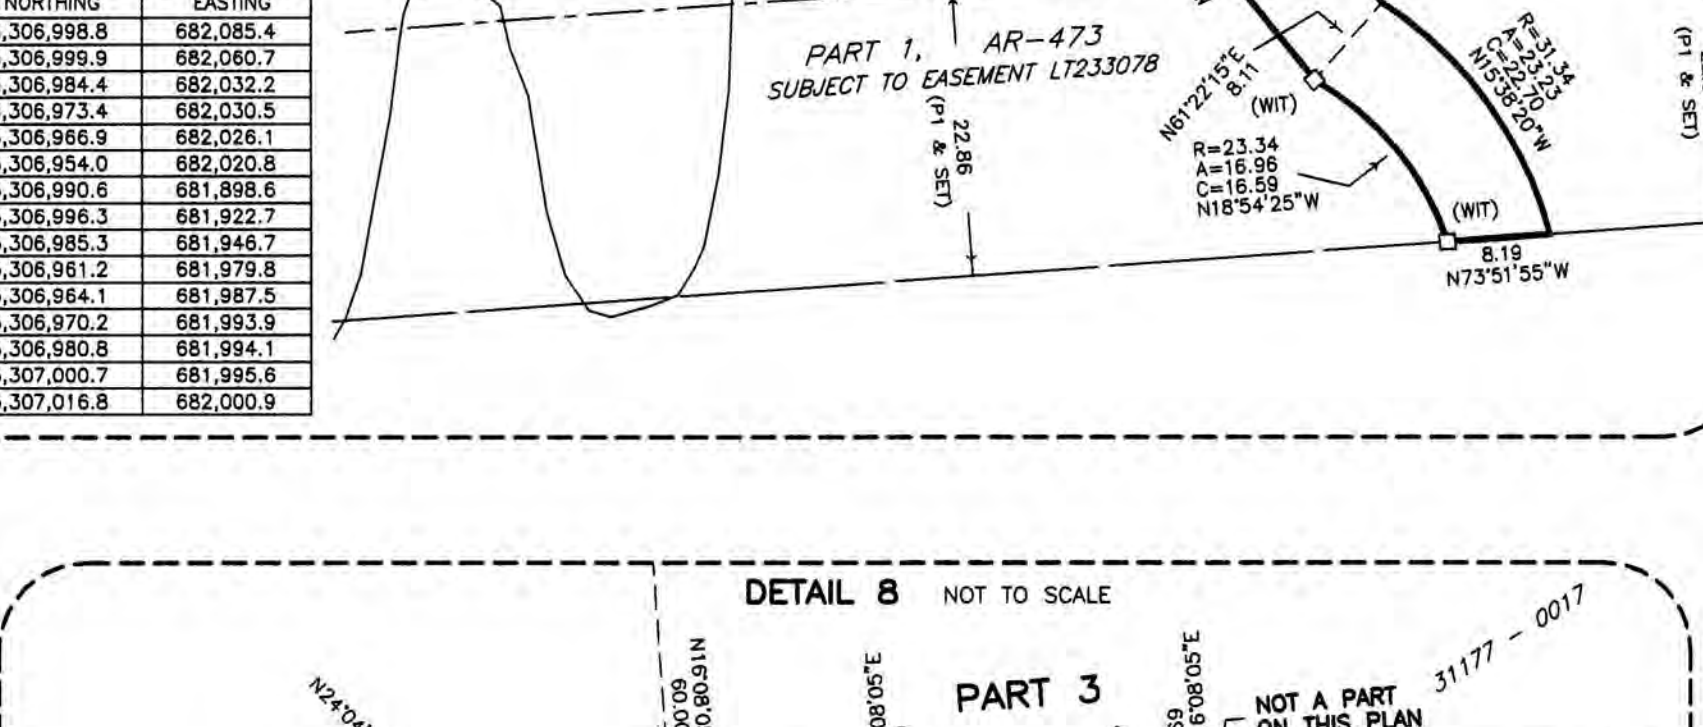 NORTHING EASTING
,306,998.8 682,085.4
,306,999.9 682,060.7
,306,984.4 682,032.2
,306,973.4 682,030.5
,306,966.9 682,026.1
,306,954.0 682,020.8
,306,990.6 681,898.6
,306,996.3 681,922.7
,306,985.3 681,946.7
,306,961.2 681,979.8
,306,964.1 681,987.5
,306,970.2 681,993.9
,306,980.8 681,994.1
,307,000.7 681,995.6
,307,016.8 682,000.9
PART 1, AR-473
SUBJECT TO EASEMENT LT233078
22.86
(P1 & SET)
N61°22'15"E
8.11
(WIT)
R=23.34
A=16.96
C=16.59
N18°54'25"W
R=31.34
A=23.23
C=22.70
N15°38'20"W
(WIT)
8.19
N73°51'55"W
(P1 & SET)
DETAIL 8 NOT TO SCALE
N24°04'
N16°08'0
60.00
08'05"E
PART 3
08'05"E
NOT A PART
ON THIS PLAN
31177 - 0017